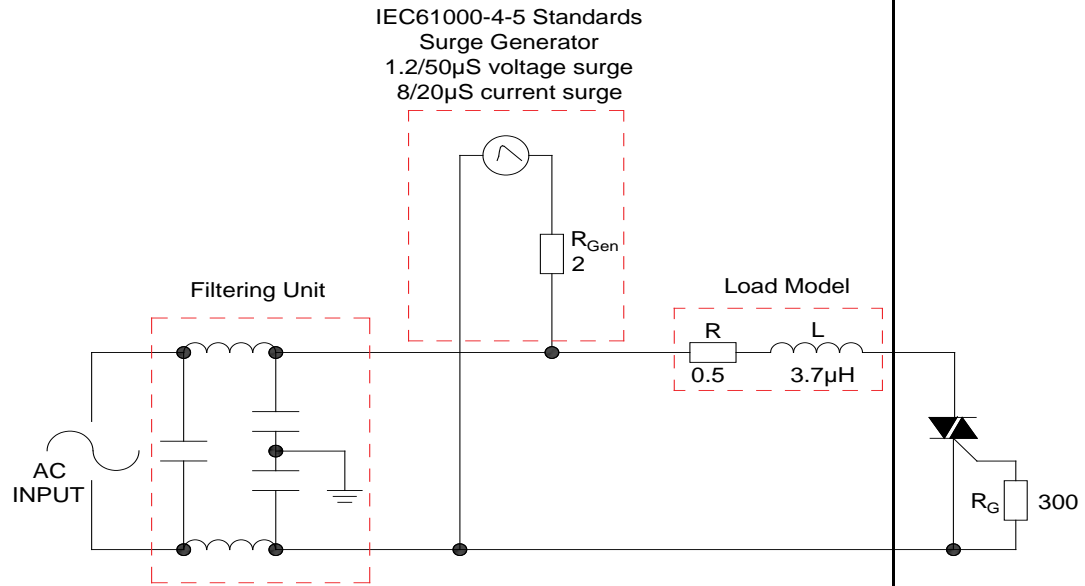 IEC61000-4-5 Standards
Surge Generator
1.2/50µS voltage surge
8/20µS current surge
RGen
2
Filtering Unit
Load Model
R
L
0.5
3.7µH
AC
INPUT
RG
300